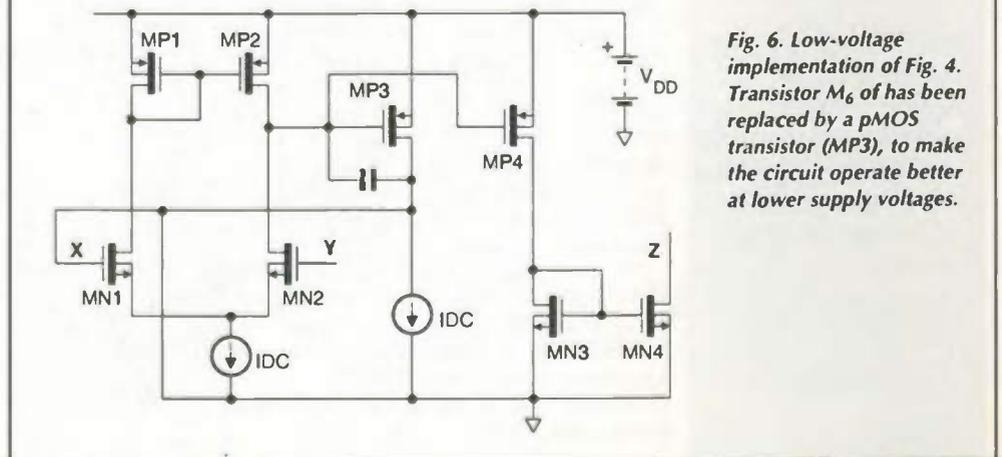 MP1
MP2
MP3
MP4
+
VDD
Fig. 6. Low-voltage
implementation of Fig. 4.
Transistor M6 of has been
replaced by a pMOS
transistor (MP3), to make
the circuit operate better
at lower supply voltages.
X
Y
Z
MN1
MN2
IDC
IDC
MN3
MN4